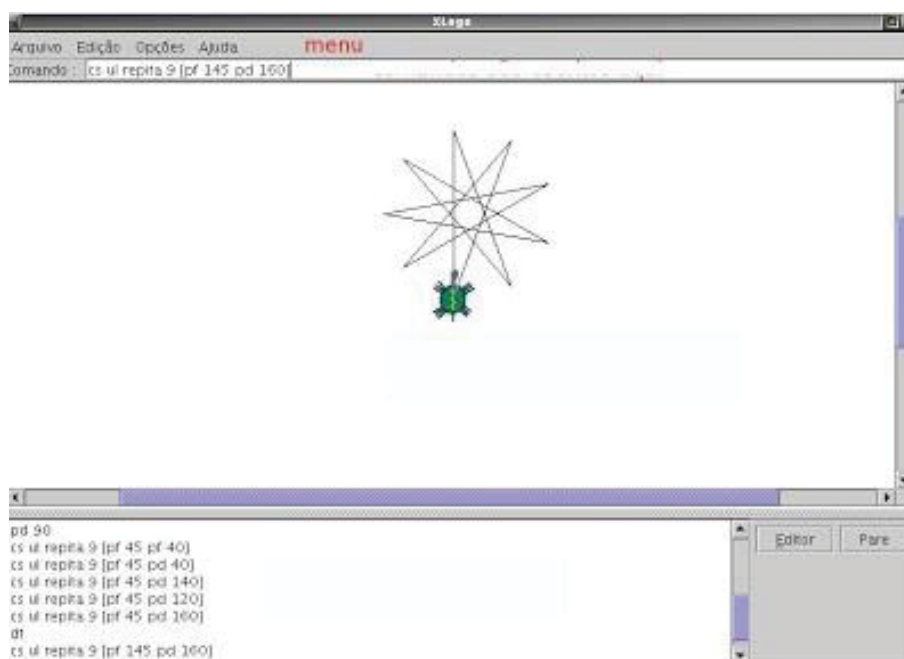 XLogo
Arquivo Edição Opções Ajuda menu
Comando : cs ul repita 9 [pf 145 pd 160]
pd 90
cs ul repita 9 [pf 45 pf 40]
cs ul repita 9 [pf 45 pd 40]
cs ul repita 9 [pf 45 pd 140]
cs ul repita 9 [pf 45 pd 120]
cs ul repita 9 [pf 45 pd 160]
dt
cs ul repita 9 [pf 145 pd 160]
Editor Pare